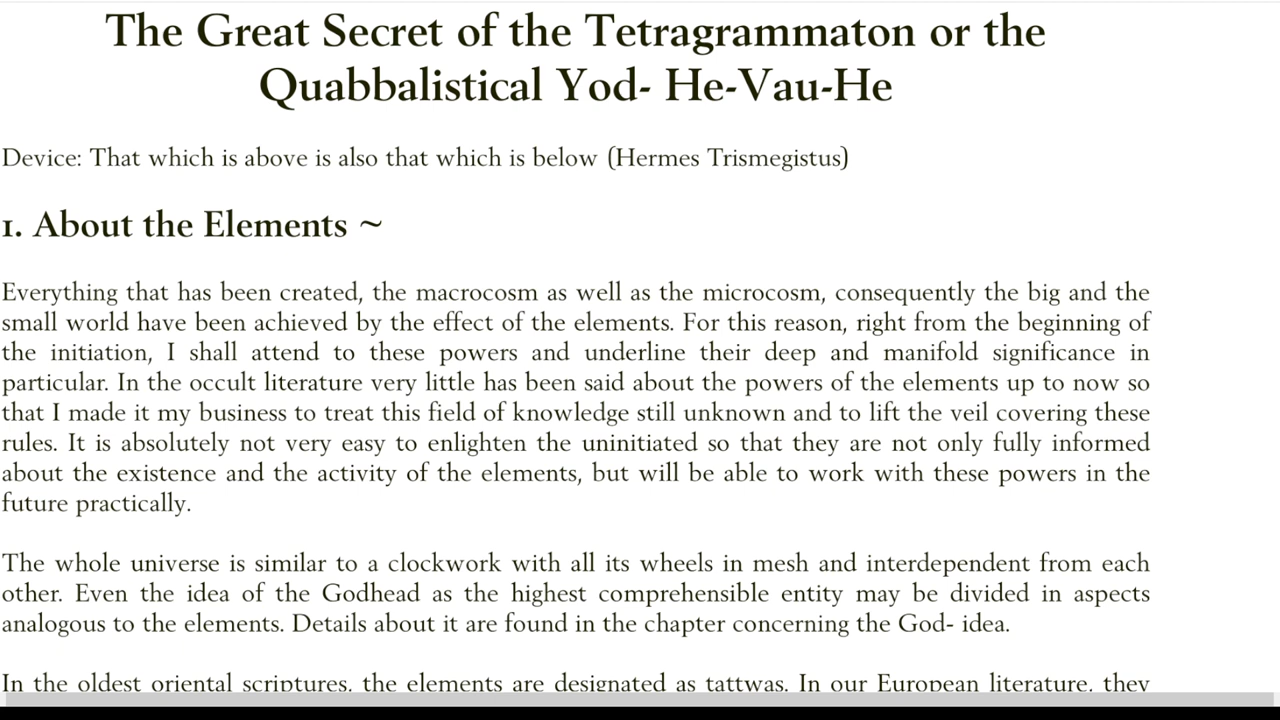 The Great Secret of the Tetragrammaton or the
Quabbalistical Yod- He-Vau-He
Device: That which is above is also that which is below (Hermes Trismegistus)
1. About the Elements ~
Everything that has been created, the macrocosm as well as the microcosm, consequently the big and the
small world have been achieved by the effect of the elements. For this reason, right from the beginning of
the initiation, I shall attend to these powers and underline their deep and manifold significance in
particular. In the occult literature very little has been said about the powers of the elements up to now so
that I made it my business to treat this field of knowledge still unknown and to lift the veil covering these
rules. It is absolutely not very easy to enlighten the uninitiated so that they are not only fully informed
about the existence and the activity of the elements, but will be able to work with these powers in the
future practically.
The whole universe is similar to a clockwork with all its wheels in mesh and interdependent from each
other. Even the idea of the Godhead as the highest comprehensible entity may be divided in aspects
analogous to the elements. Details about it are found in the chapter concerning the God- idea.
In the oldest oriental scriptures, the elements are designated as tattwas. In our European literature, they